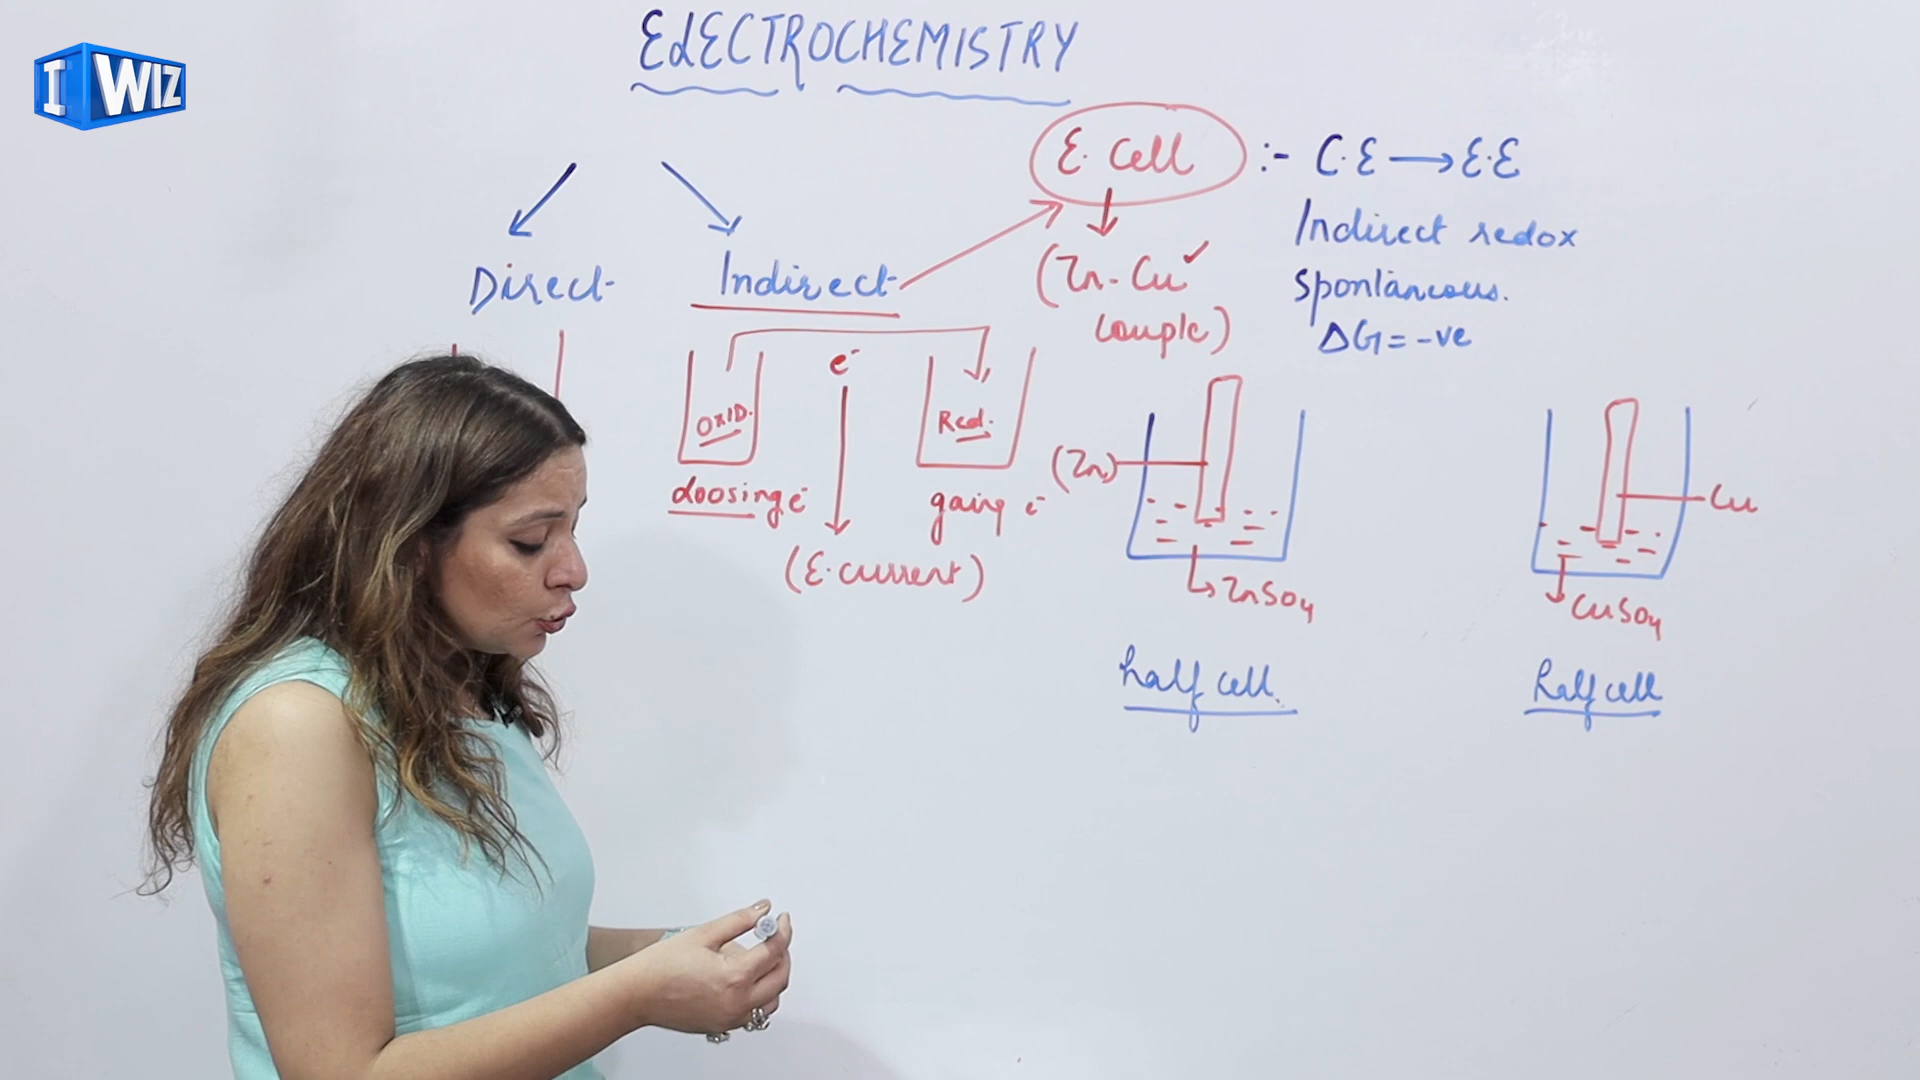 I WIZ
ELECTROCHEMISTRY
E. Cell :- C.E → E.E
Indirect redox
Spontaneous.
ΔG = -ve
(Zn-Cu ✓
couple)
Direct
Indirect
OXID.
e⁻
Red.
loosing e⁻
gaing e⁻
(E. current)
(Zn)
Cu
ZnSO4
CuSO4
half cell.
half cell